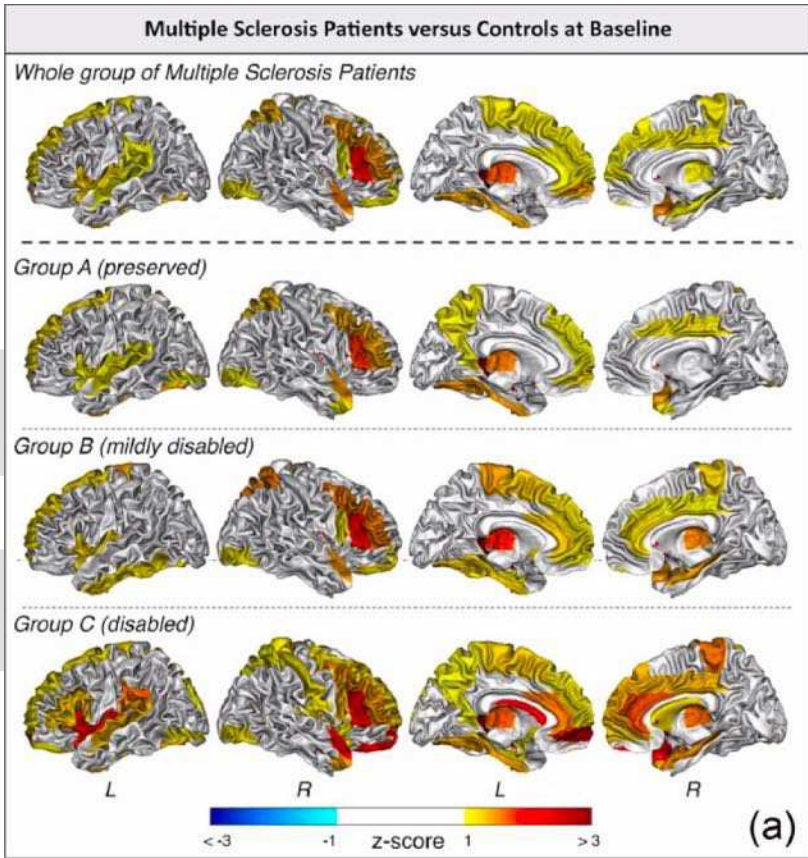 Multiple Sclerosis Patients versus Controls at Baseline
Whole group of Multiple Sclerosis Patients
Group A (preserved)
Group B (mildly disabled)
Group C (disabled)
L R L R
< -3 -1 z-score 1 > 3
(a)